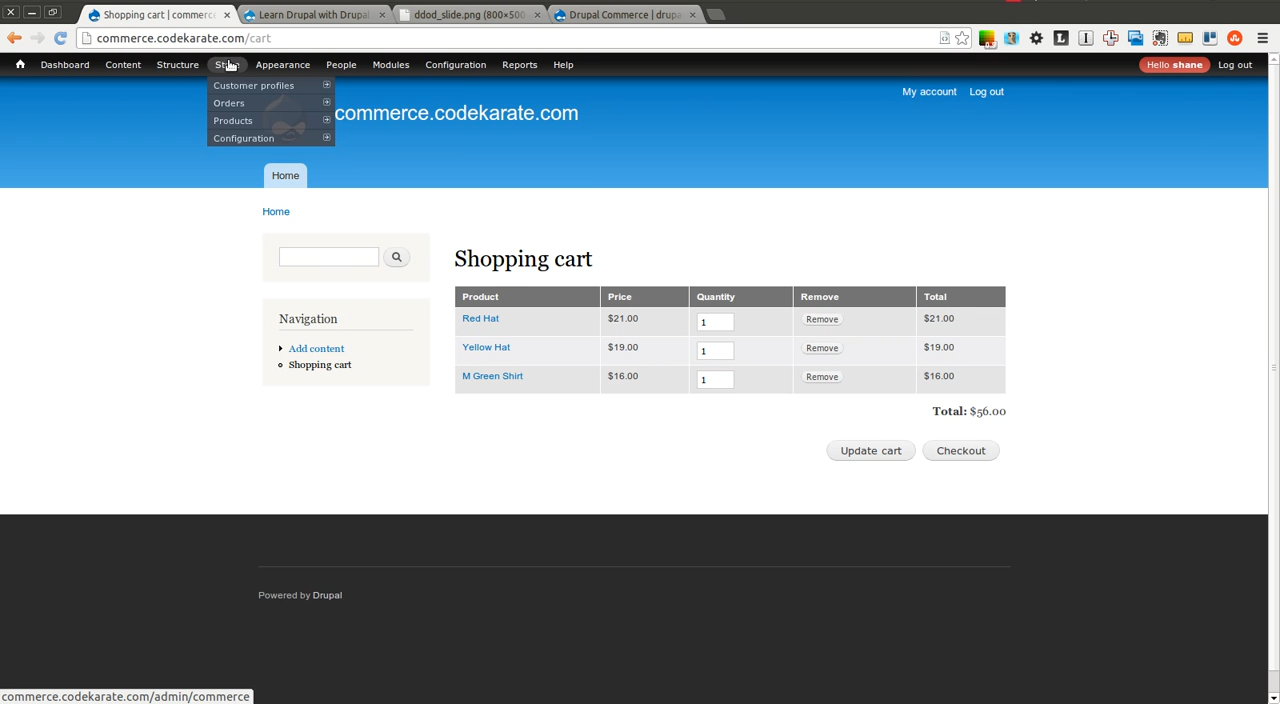 Shopping cart | commerc
Learn Drupal with Drupal
ddod_slide.png (800×500
Drupal Commerce | drupa
commerce.codekarate.com/cart
Dashboard Content Structure Appearance People Modules Configuration Reports Help
Hello shane Log out
Customer profiles
Orders
Products
Configuration
commerce.codekarate.com
My account Log out
Home
Home
Navigation
Add content
Shopping cart
Shopping cart
Product Price Quantity Remove Total
Red Hat $21.00 1 Remove $21.00
Yellow Hat $19.00 1 Remove $19.00
M Green Shirt $16.00 1 Remove $16.00
Total: $56.00
Update cart Checkout
Powered by Drupal
commerce.codekarate.com/admin/commerce